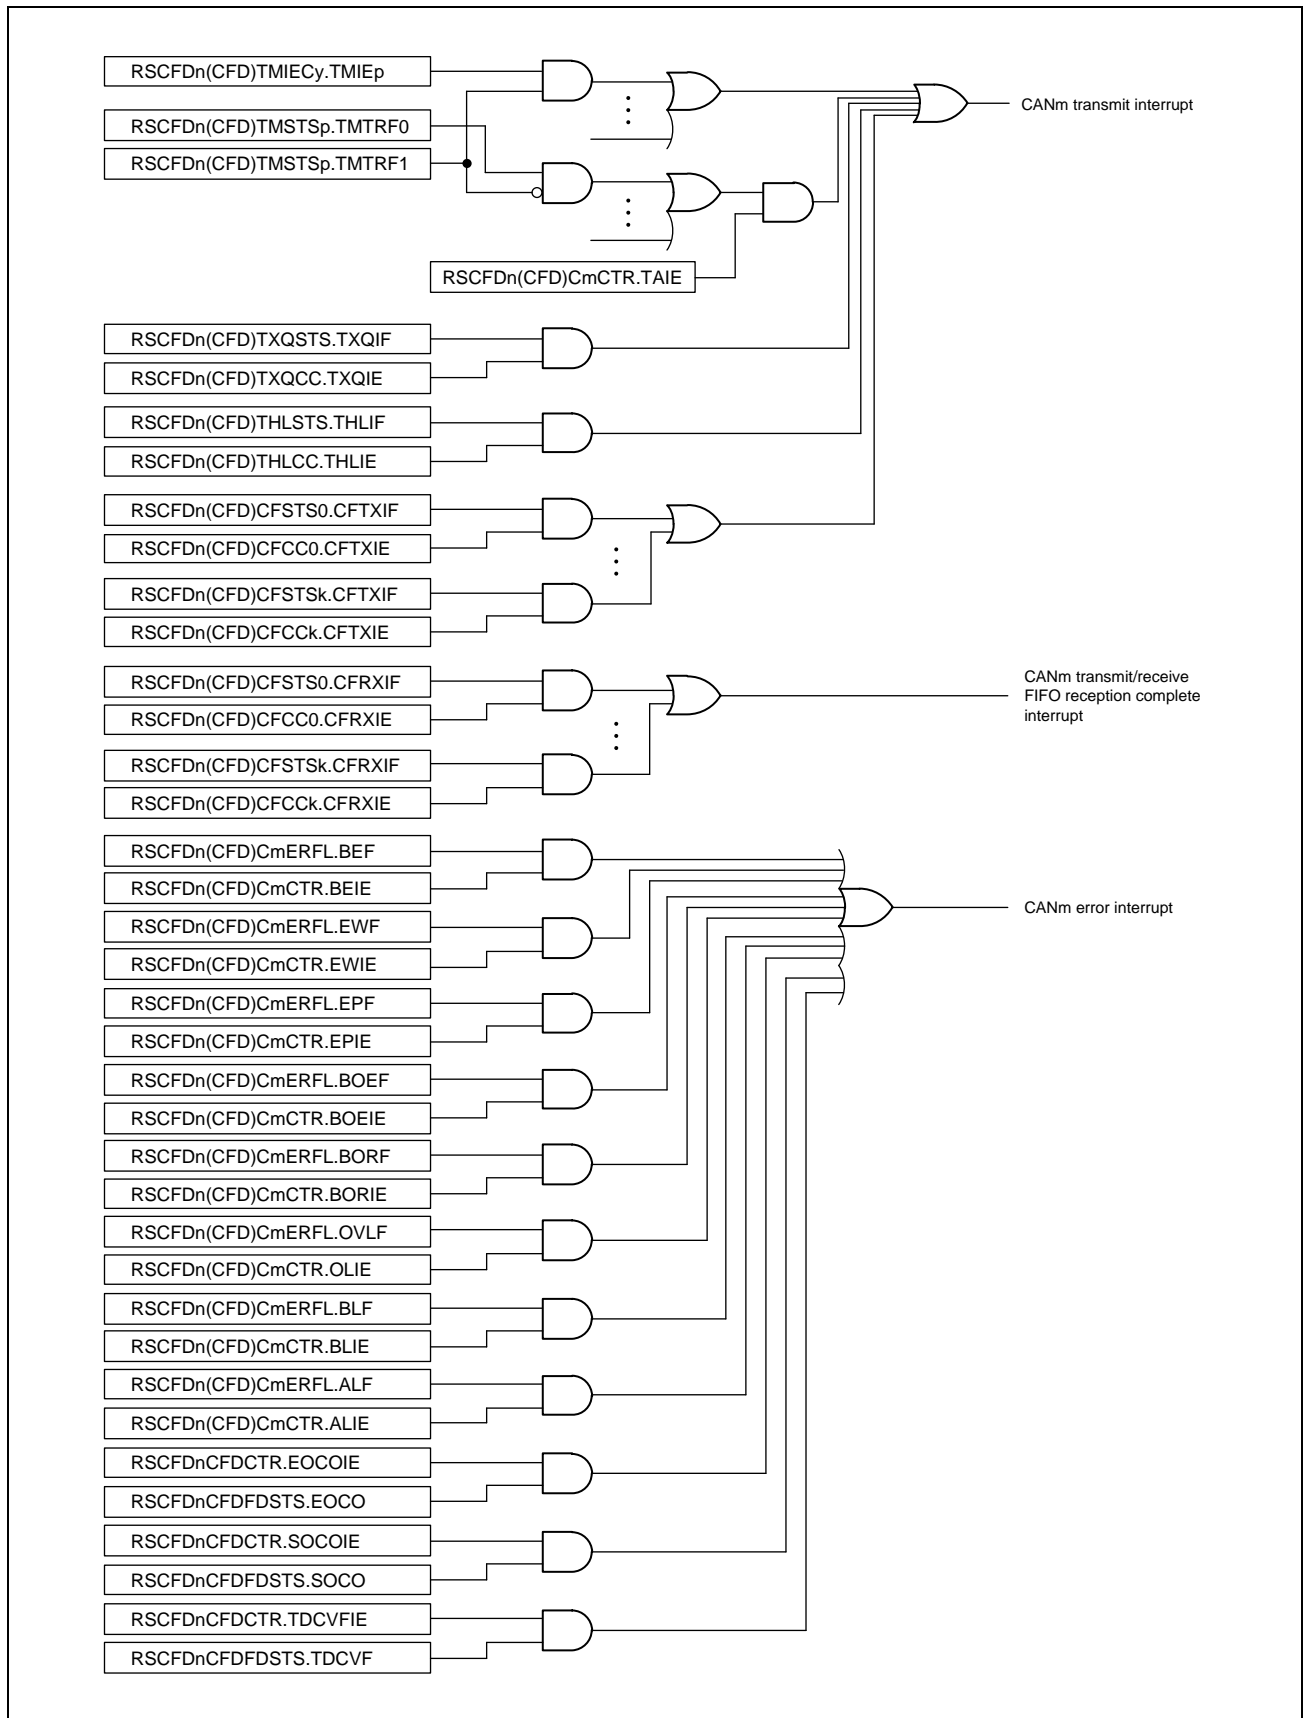 RSCFDn(CFD)TMIECy.TMIEp
RSCFDn(CFD)TMSTSp.TMTRF0
RSCFDn(CFD)TMSTSp.TMTRF1
CANm transmit interrupt
RSCFDn(CFD)CmCTR.TAIE
RSCFDn(CFD)TXQSTS.TXQIF
RSCFDn(CFD)TXQCC.TXQIE
RSCFDn(CFD)THLSTS.THLIF
RSCFDn(CFD)THLCC.THLIE
RSCFDn(CFD)CFSTS0.CFTXIF
RSCFDn(CFD)CFCC0.CFTXIE
RSCFDn(CFD)CFSTSk.CFTXIF
RSCFDn(CFD)CFCCk.CFTXIE
RSCFDn(CFD)CFSTS0.CFRXIF
RSCFDn(CFD)CFCC0.CFRXIE
CANm transmit/receive
FIFO reception complete
interrupt
RSCFDn(CFD)CFSTSk.CFRXIF
RSCFDn(CFD)CFCCk.CFRXIE
RSCFDn(CFD)CmERFL.BEF
RSCFDn(CFD)CmCTR.BEIE
RSCFDn(CFD)CmERFL.EWF
RSCFDn(CFD)CmCTR.EWIE
CANm error interrupt
RSCFDn(CFD)CmERFL.EPF
RSCFDn(CFD)CmCTR.EPIE
RSCFDn(CFD)CmERFL.BOEF
RSCFDn(CFD)CmCTR.BOEIE
RSCFDn(CFD)CmERFL.BORF
RSCFDn(CFD)CmCTR.BORIE
RSCFDn(CFD)CmERFL.OVLF
RSCFDn(CFD)CmCTR.OLIE
RSCFDn(CFD)CmERFL.BLF
RSCFDn(CFD)CmCTR.BLIE
RSCFDn(CFD)CmERFL.ALF
RSCFDn(CFD)CmCTR.ALIE
RSCFDnCFDCTR.EOCOIE
RSCFDnCFDFDSTS.EOCO
RSCFDnCFDCTR.SOCOIE
RSCFDnCFDFDSTS.SOCO
RSCFDnCFDCTR.TDCVFIE
RSCFDnCFDFDSTS.TDCVF